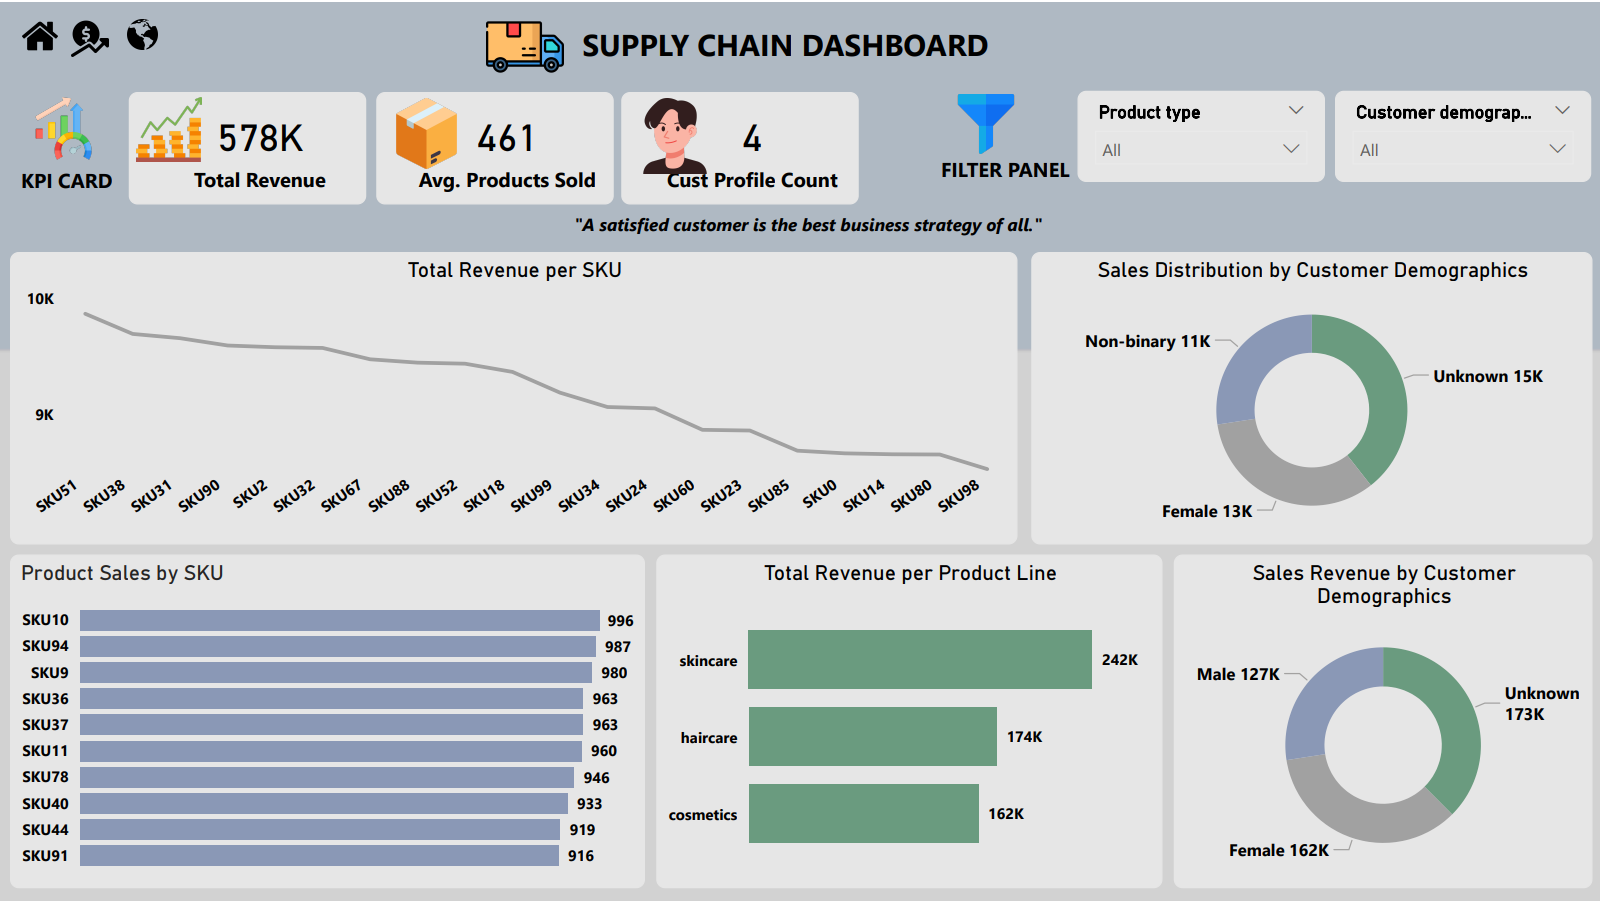 SUPPLY CHAIN DASHBOARD
KPI CARD
578K
Total Revenue
461
Avg. Products Sold
4
Cust Profile Count
FILTER PANEL
Product type
All
Customer demograp...
All
"A satisfied customer is the best business strategy of all."
Total Revenue per SKU
10K
9K
SKU51
SKU38
SKU31
SKU90
SKU2
SKU32
SKU67
SKU88
SKU52
SKU18
SKU99
SKU34
SKU24
SKU60
SKU23
SKU85
SKU0
SKU14
SKU80
SKU98
Sales Distribution by Customer Demographics
Non-binary 11K
Unknown 15K
Female 13K
Product Sales by SKU
SKU10 996
SKU94 987
SKU9 980
SKU36 963
SKU37 963
SKU11 960
SKU78 946
SKU40 933
SKU44 919
SKU91 916
Total Revenue per Product Line
skincare 242K
haircare 174K
cosmetics 162K
Sales Revenue by Customer
Demographics
Male 127K
Unknown
173K
Female 162K